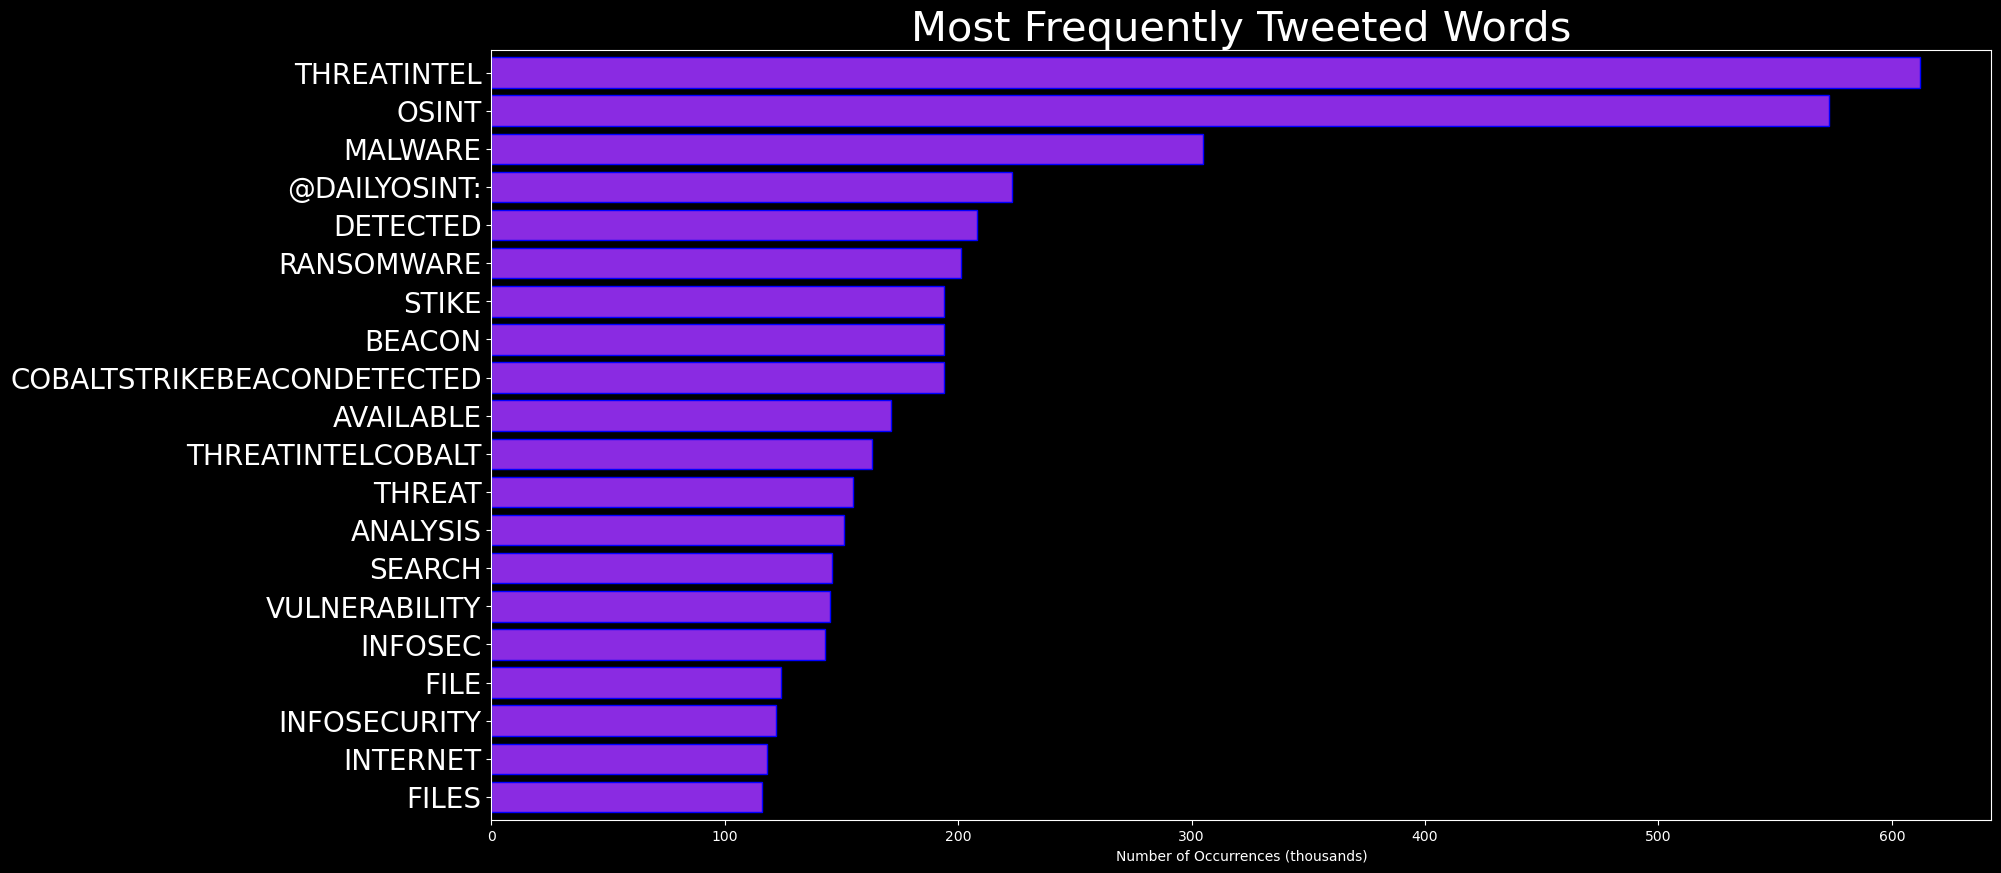 Most Frequently Tweeted Words
THREATINTEL
OSINT
MALWARE
@DAILYOSINT:
DETECTED
RANSOMWARE
STIKE
BEACON
COBALTSTRIKEBEACONDETECTED
AVAILABLE
THREATINTELCOBALT
THREAT
ANALYSIS
SEARCH
VULNERABILITY
INFOSEC
FILE
INFOSECURITY
INTERNET
FILES
0 100 200 300 400 500 600
Number of Occurrences (thousands)